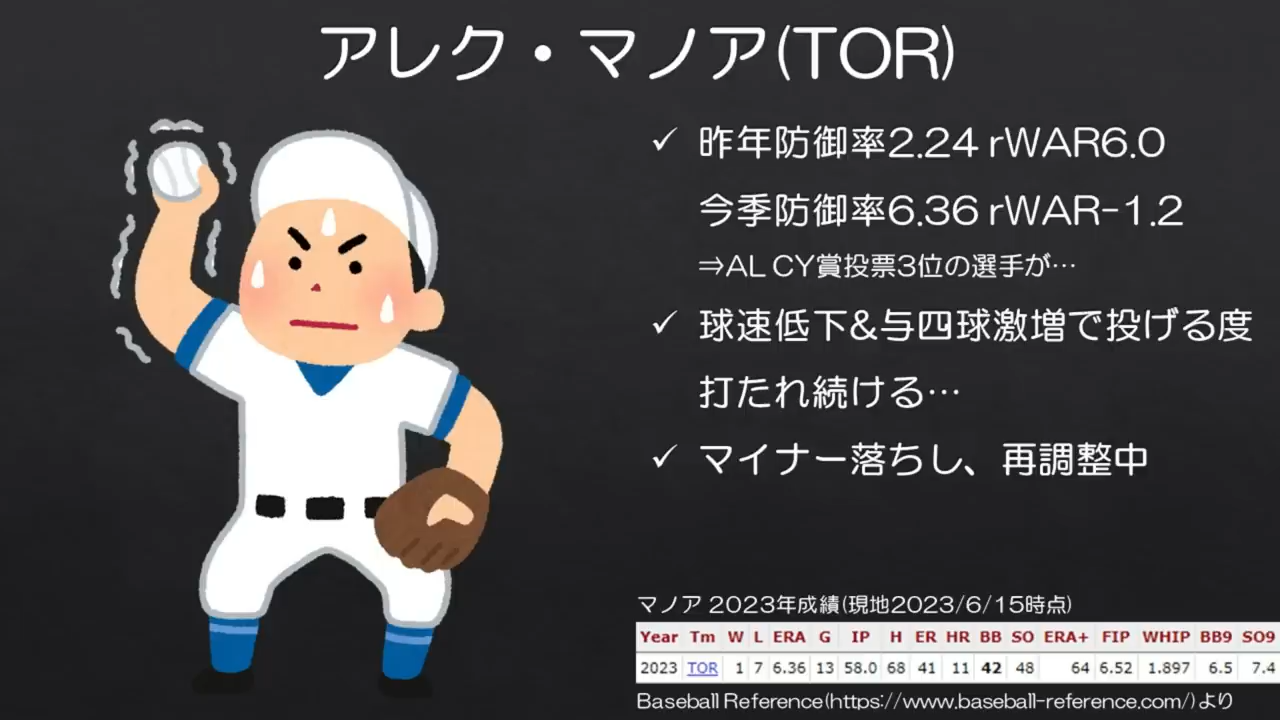 アレク・マノア(TOR)
✓ 昨年防御率2.24 rWAR6.0
今季防御率6.36 rWAR-1.2
⇒AL CY賞投票3位の選手が…
✓ 球速低下&与四球激増で投げる度
打たれ続ける…
✓ マイナー落ちし、再調整中
マノア 2023年成績(現地2023/6/15時点)
Year Tm W L ERA G IP H ER HR BB SO ERA+ FIP WHIP BB9 SO9
2023 TOR 1 7 6.36 13 58.0 68 41 11 42 48 64 6.52 1.897 6.5 7.4
Baseball Reference(https://www.baseball-reference.com/)より